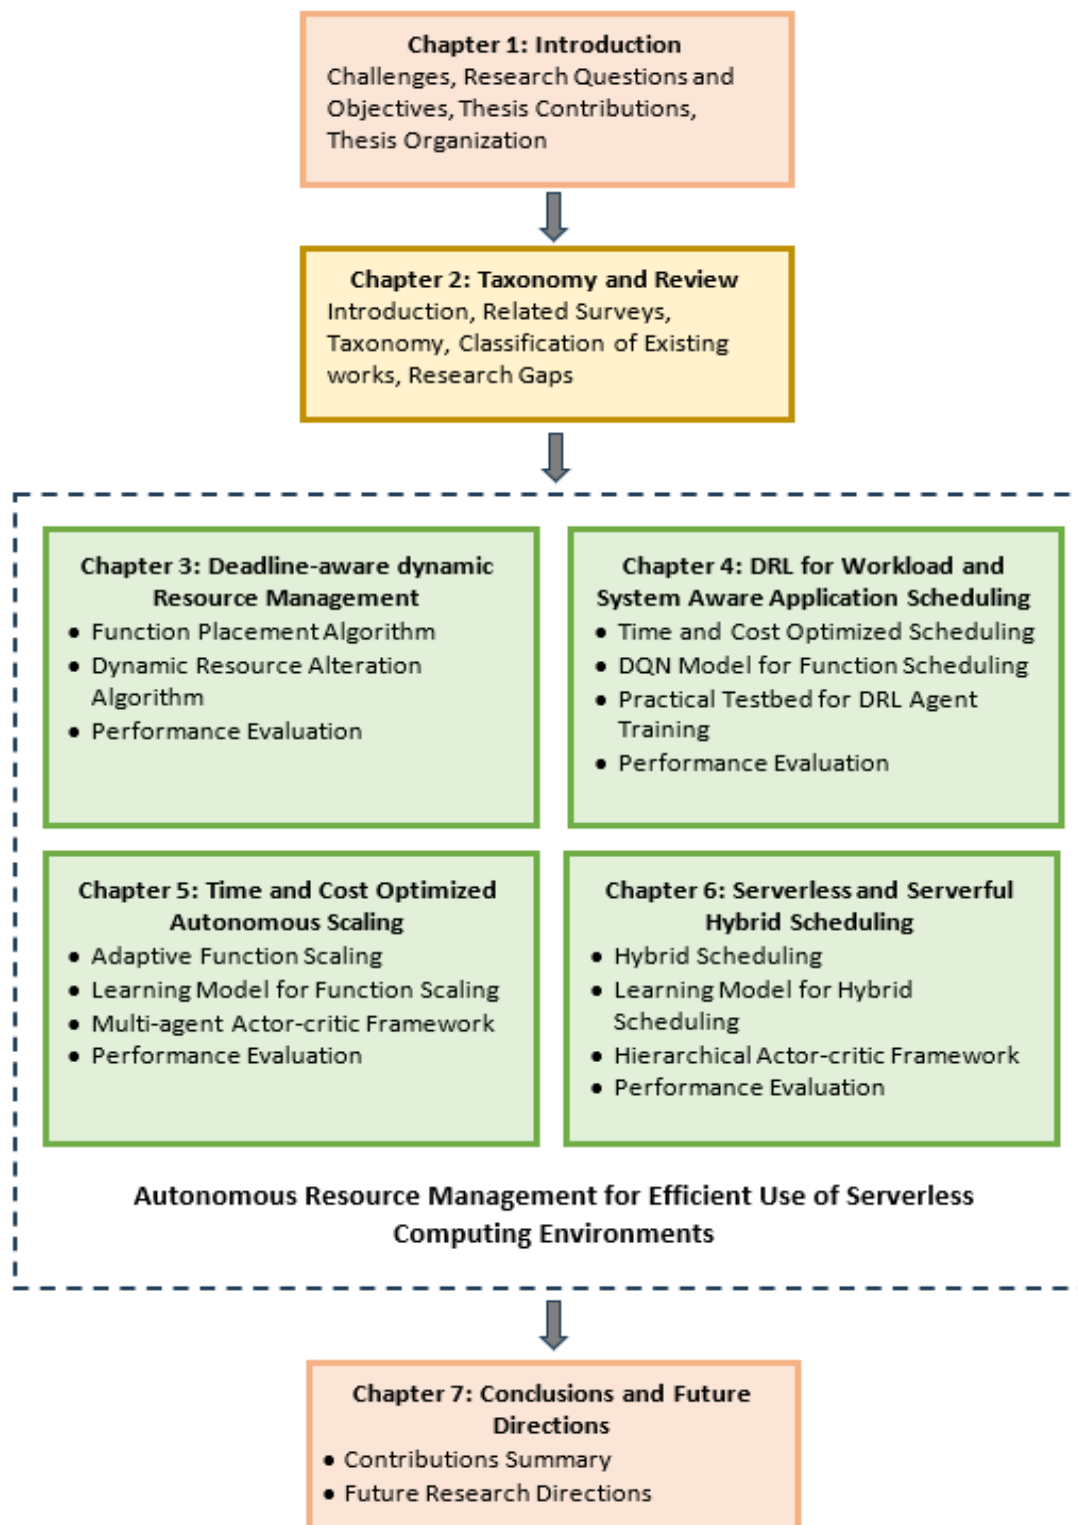 Chapter 1: Introduction
Challenges, Research Questions and
Objectives, Thesis Contributions,
Thesis Organization
Chapter 2: Taxonomy and Review
Introduction, Related Surveys,
Taxonomy, Classification of Existing
works, Research Gaps
Chapter 3: Deadline-aware dynamic
Resource Management
• Function Placement Algorithm
• Dynamic Resource Alteration
Algorithm
• Performance Evaluation
Chapter 4: DRL for Workload and
System Aware Application Scheduling
• Time and Cost Optimized Scheduling
• DQN Model for Function Scheduling
• Practical Testbed for DRL Agent
Training
• Performance Evaluation
Chapter 5: Time and Cost Optimized
Autonomous Scaling
• Adaptive Function Scaling
• Learning Model for Function Scaling
• Multi-agent Actor-critic Framework
• Performance Evaluation
Chapter 6: Serverless and Serverful
Hybrid Scheduling
• Hybrid Scheduling
• Learning Model for Hybrid
Scheduling
• Hierarchical Actor-critic Framework
• Performance Evaluation
Autonomous Resource Management for Efficient Use of Serverless
Computing Environments
Chapter 7: Conclusions and Future
Directions
• Contributions Summary
• Future Research Directions